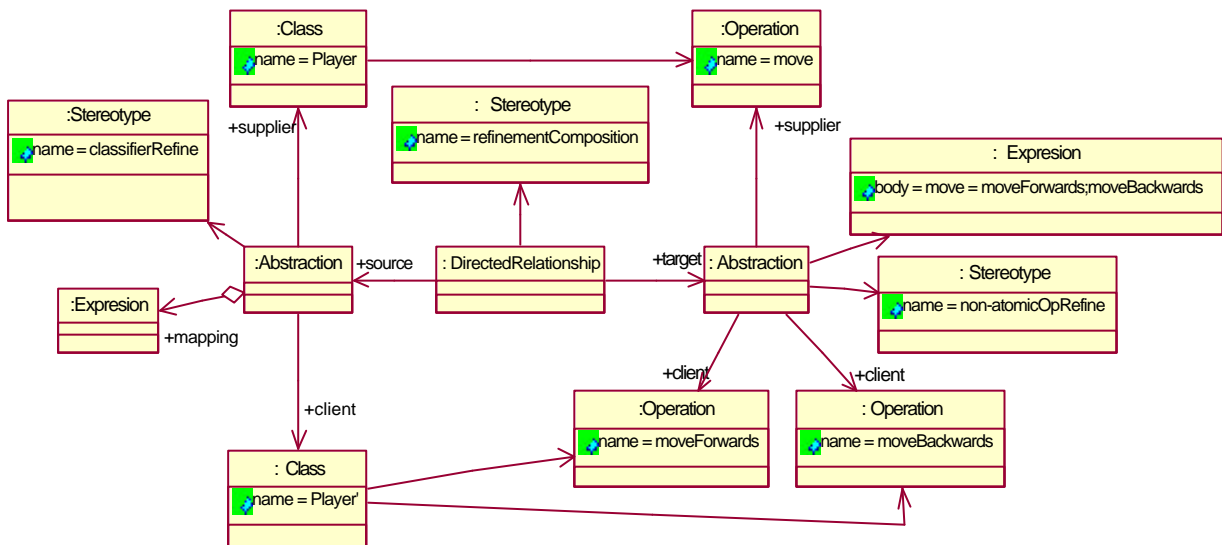 :Class
name = Player
:Operation
name = move
:Stereotype
name = classifierRefine
: Stereotype
name = refinementComposition
+supplier
+supplier
: Expresion
body = move = moveForwards;moveBackwards
:Abstraction
+source
: DirectedRelationship
+target
: Abstraction
: Stereotype
name = non-atomicOpRefine
:Expresion
+mapping
+client
+client
+client
:Operation
name = moveForwards
: Operation
name = moveBackwards
: Class
name = Player'